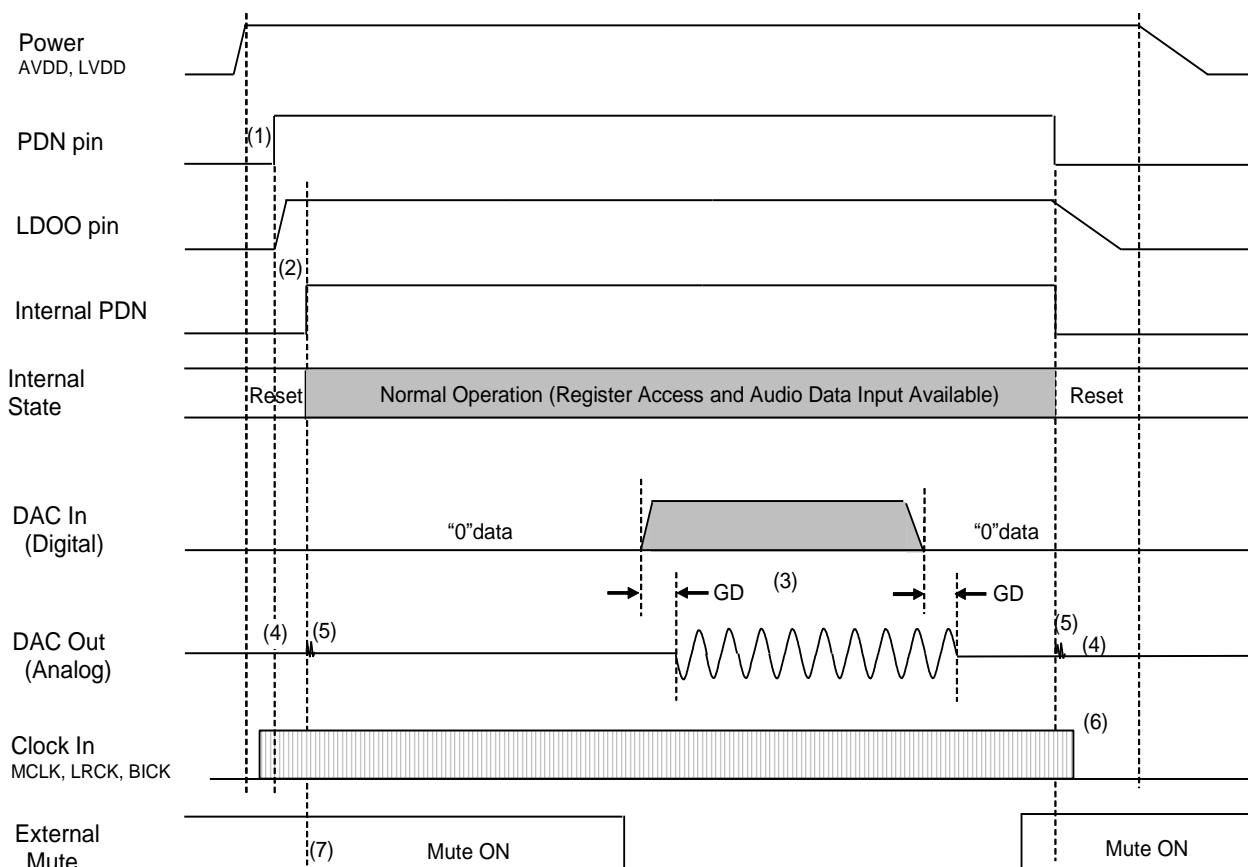 Power
AVDD, LVDD
PDN pin
(1)
LDOO pin
(2)
Internal PDN
Internal
State
Reset
Normal Operation (Register Access and Audio Data Input Available)
Reset
DAC In
(Digital)
“0”data
“0”data
GD
(3)
GD
DAC Out
(Analog)
(4)
(5)
(5)
(4)
Clock In
MCLK, LRCK, BICK
(6)
External
Mute
(7)
Mute ON
Mute ON